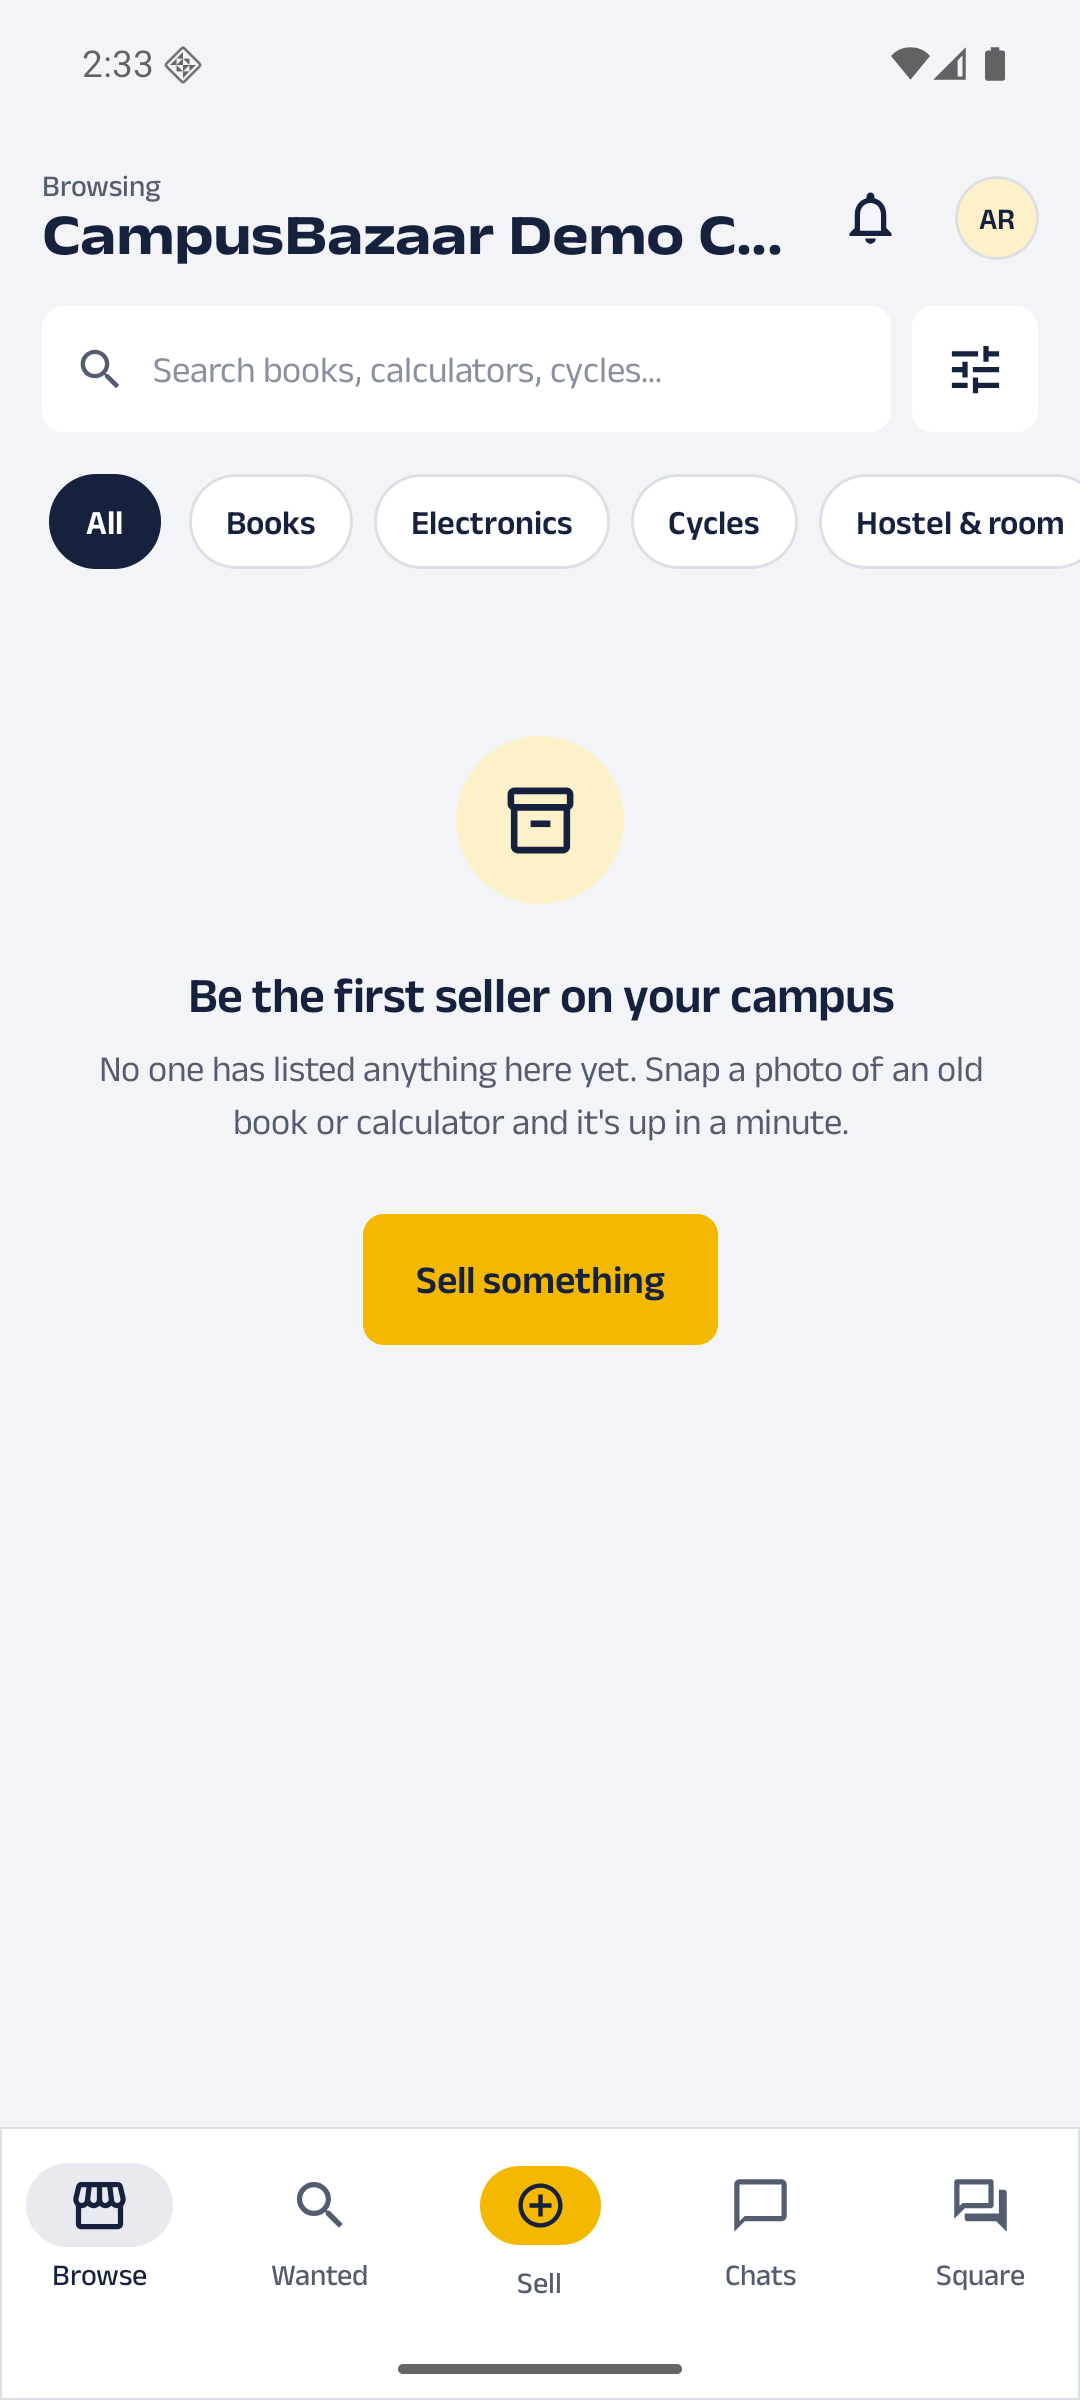 2:33
Browsing
CampusBazaar Demo C...
AR
Search books, calculators, cycles...
All
Books
Electronics
Cycles
Hostel & room
Be the first seller on your campus
No one has listed anything here yet. Snap a photo of an old
book or calculator and it's up in a minute.
Sell something
Browse
Wanted
Sell
Chats
Square